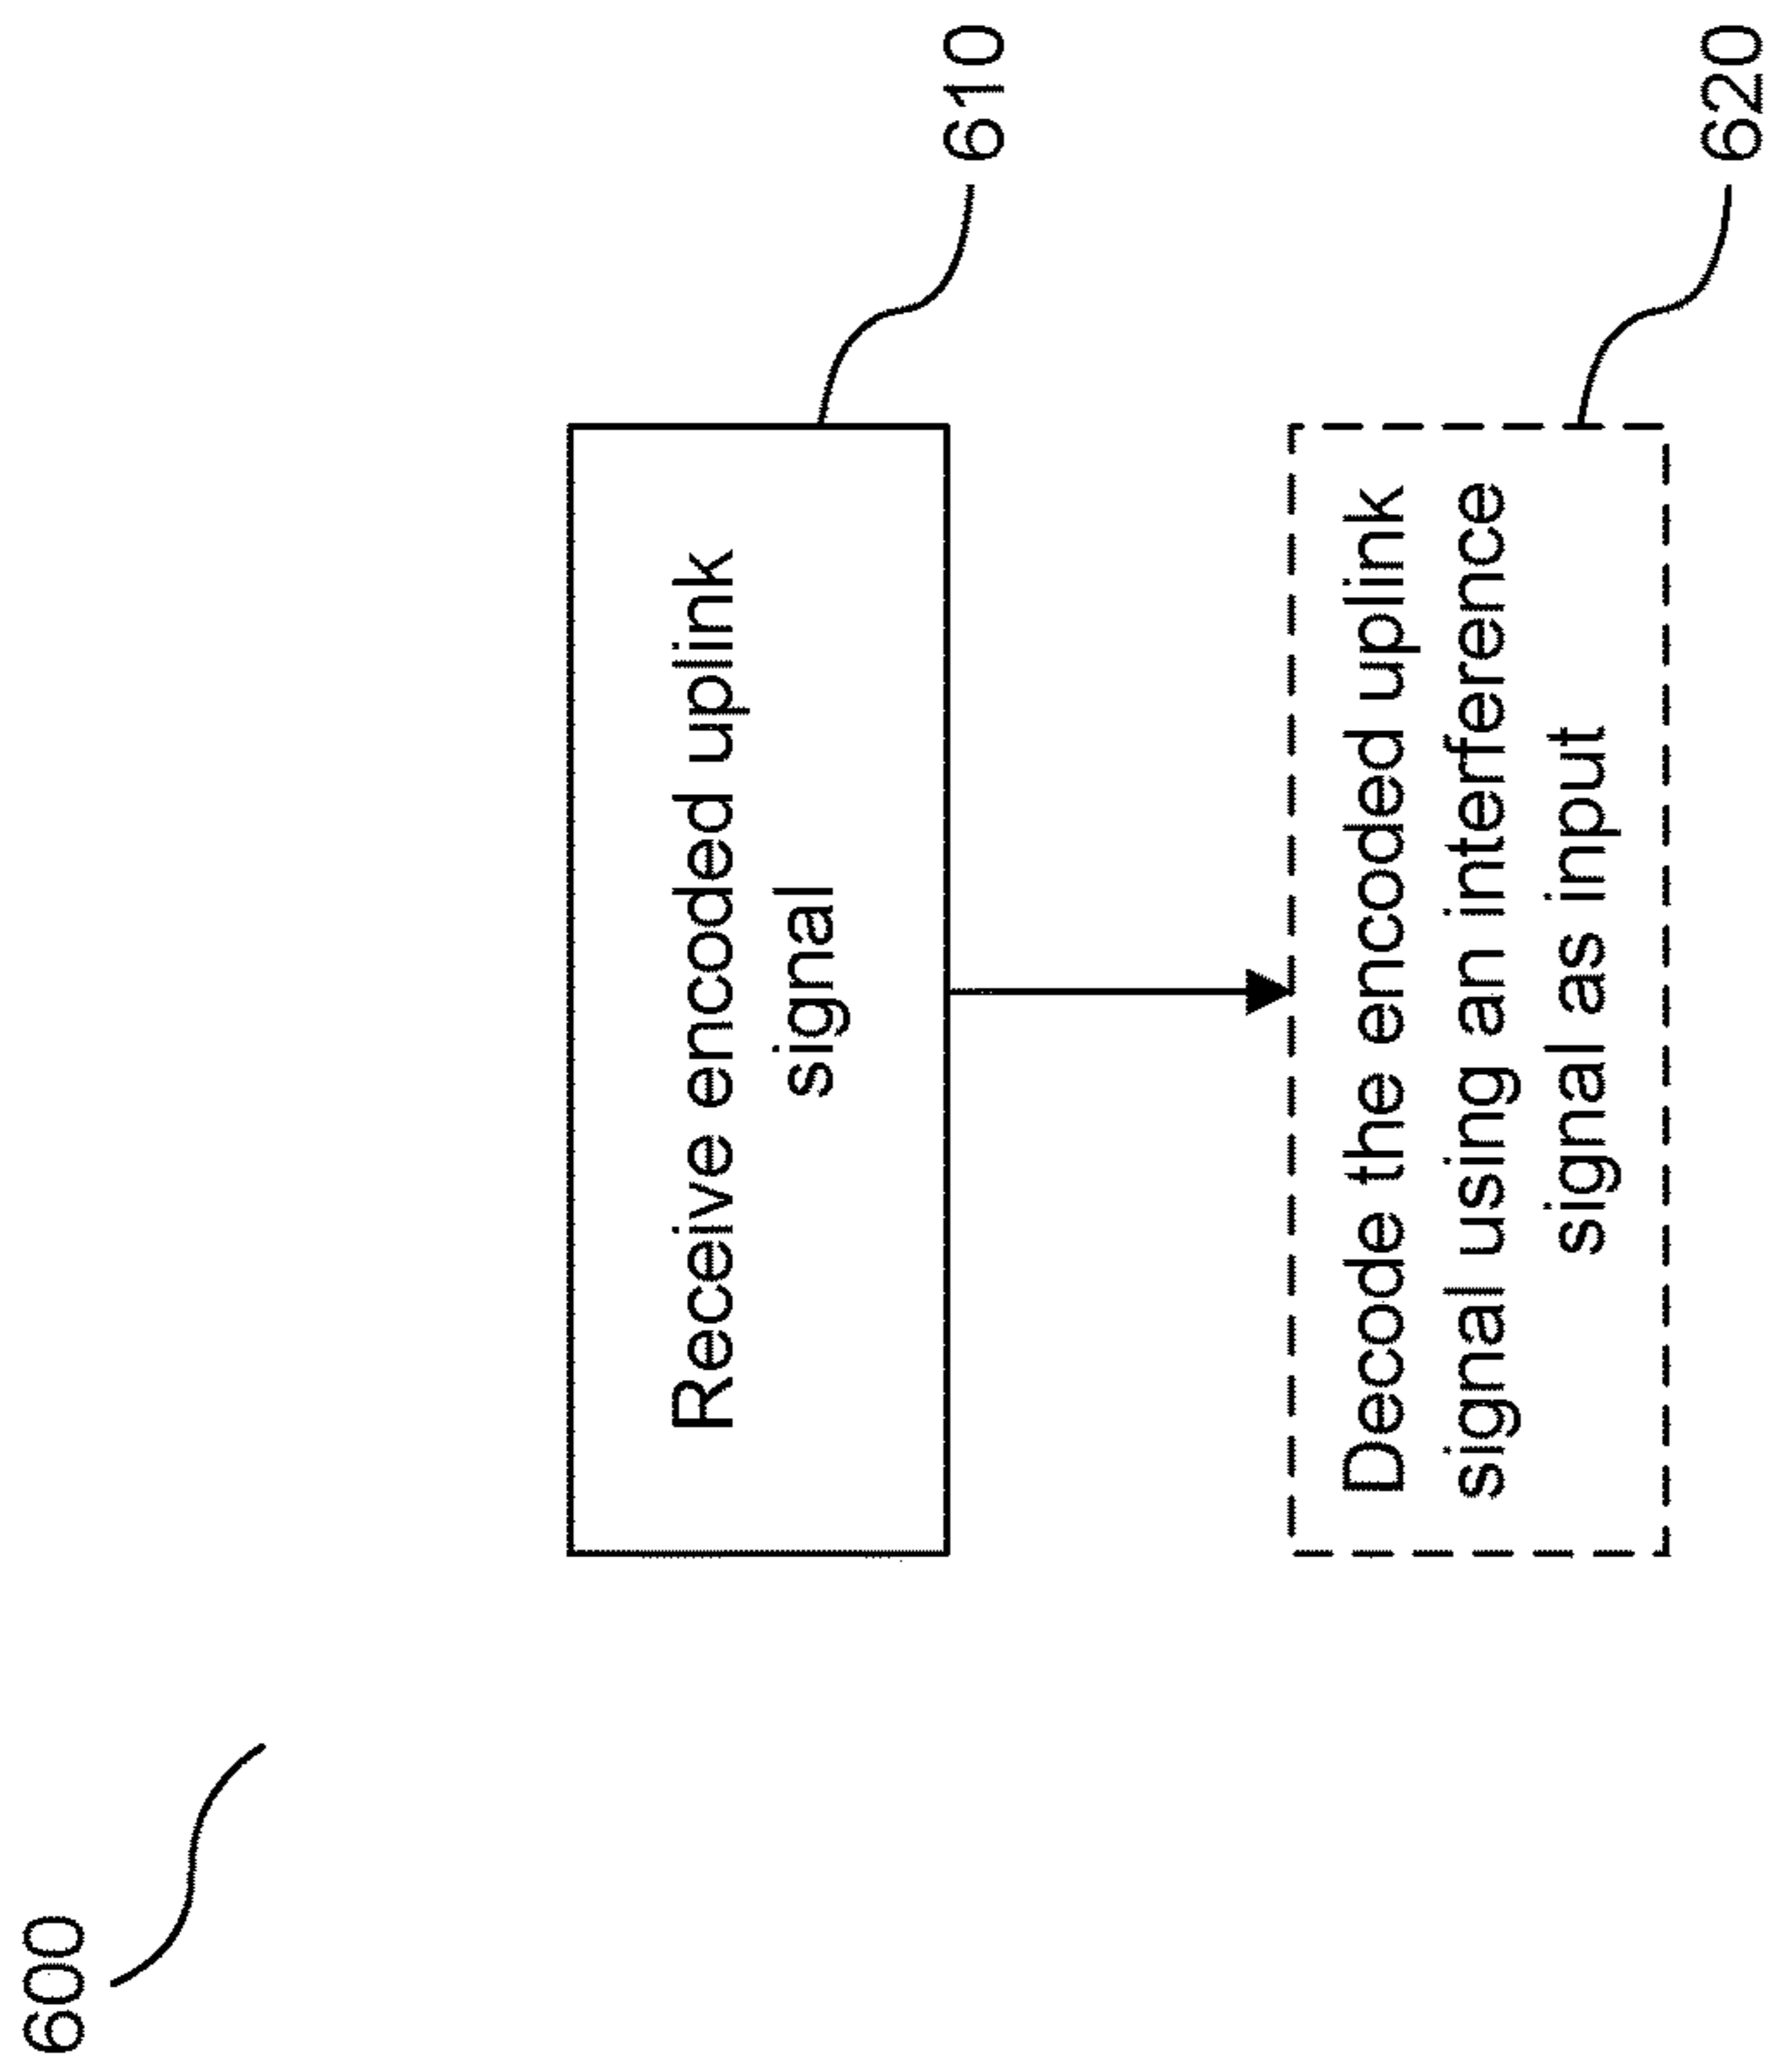 600
Receive encoded uplink
signal
610
Decode the encoded uplink
signal using an interference
signal as input
620